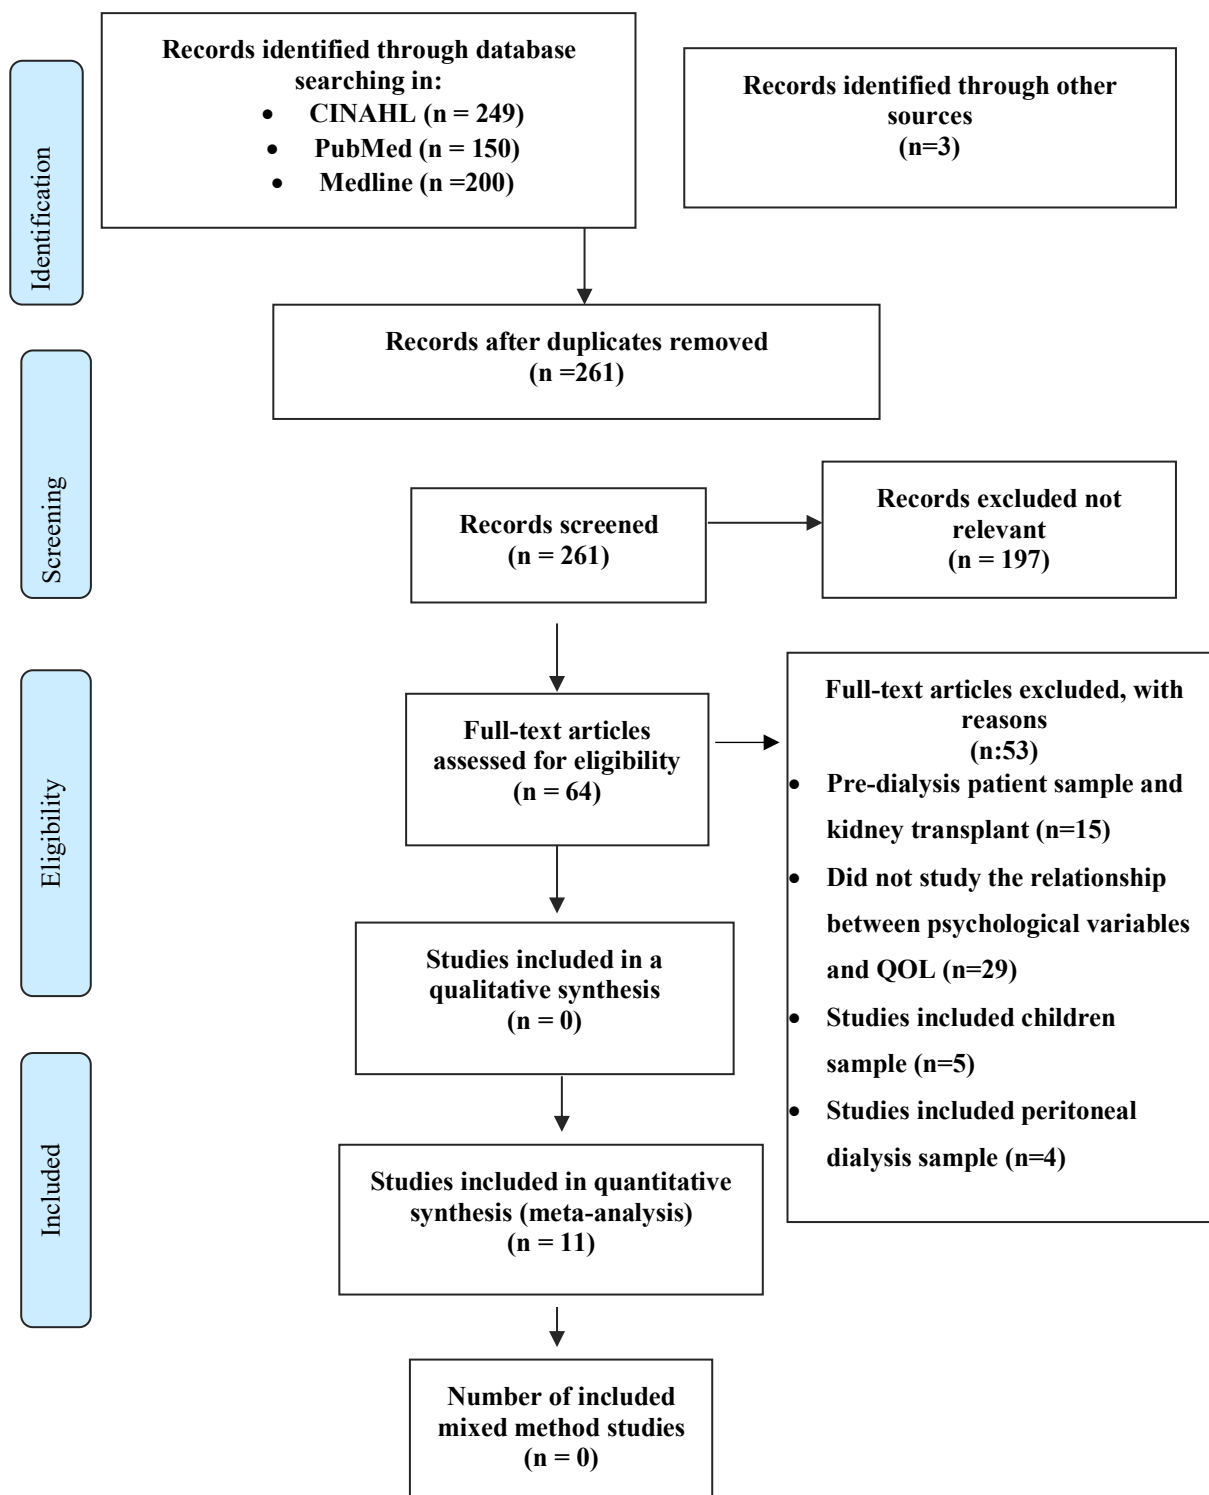 Records identified through database
searching in:
• CINAHL (n = 249)
• PubMed (n = 150)
• Medline (n =200)
Records identified through other
sources
(n=3)
Identification
Records after duplicates removed
(n =261)
Screening
Records screened
(n = 261)
Records excluded not
relevant
(n = 197)
Eligibility
Full-text articles
assessed for eligibility
(n = 64)
Full-text articles excluded, with
reasons
(n:53)
• Pre-dialysis patient sample and
kidney transplant (n=15)
• Did not study the relationship
between psychological variables
and QOL (n=29)
• Studies included children
sample (n=5)
• Studies included peritoneal
dialysis sample (n=4)
Studies included in a
qualitative synthesis
(n = 0)
Included
Studies included in quantitative
synthesis (meta-analysis)
(n = 11)
Number of included
mixed method studies
(n = 0)